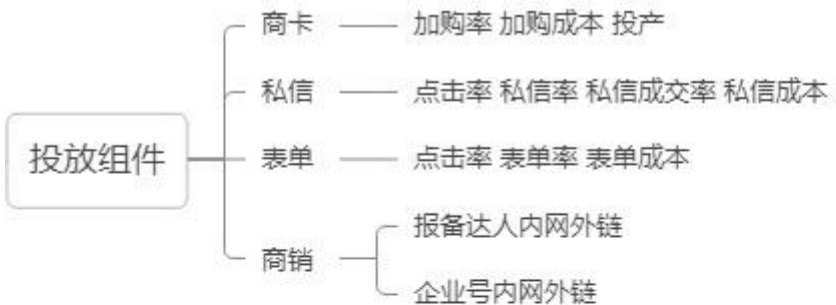 商卡
加购率 加购成本 投产
私信
点击率 私信率 私信成交率 私信成本
投放组件
表单
点击率 表单率 表单成本
商销
报备达人内网外链
企业号内网外链